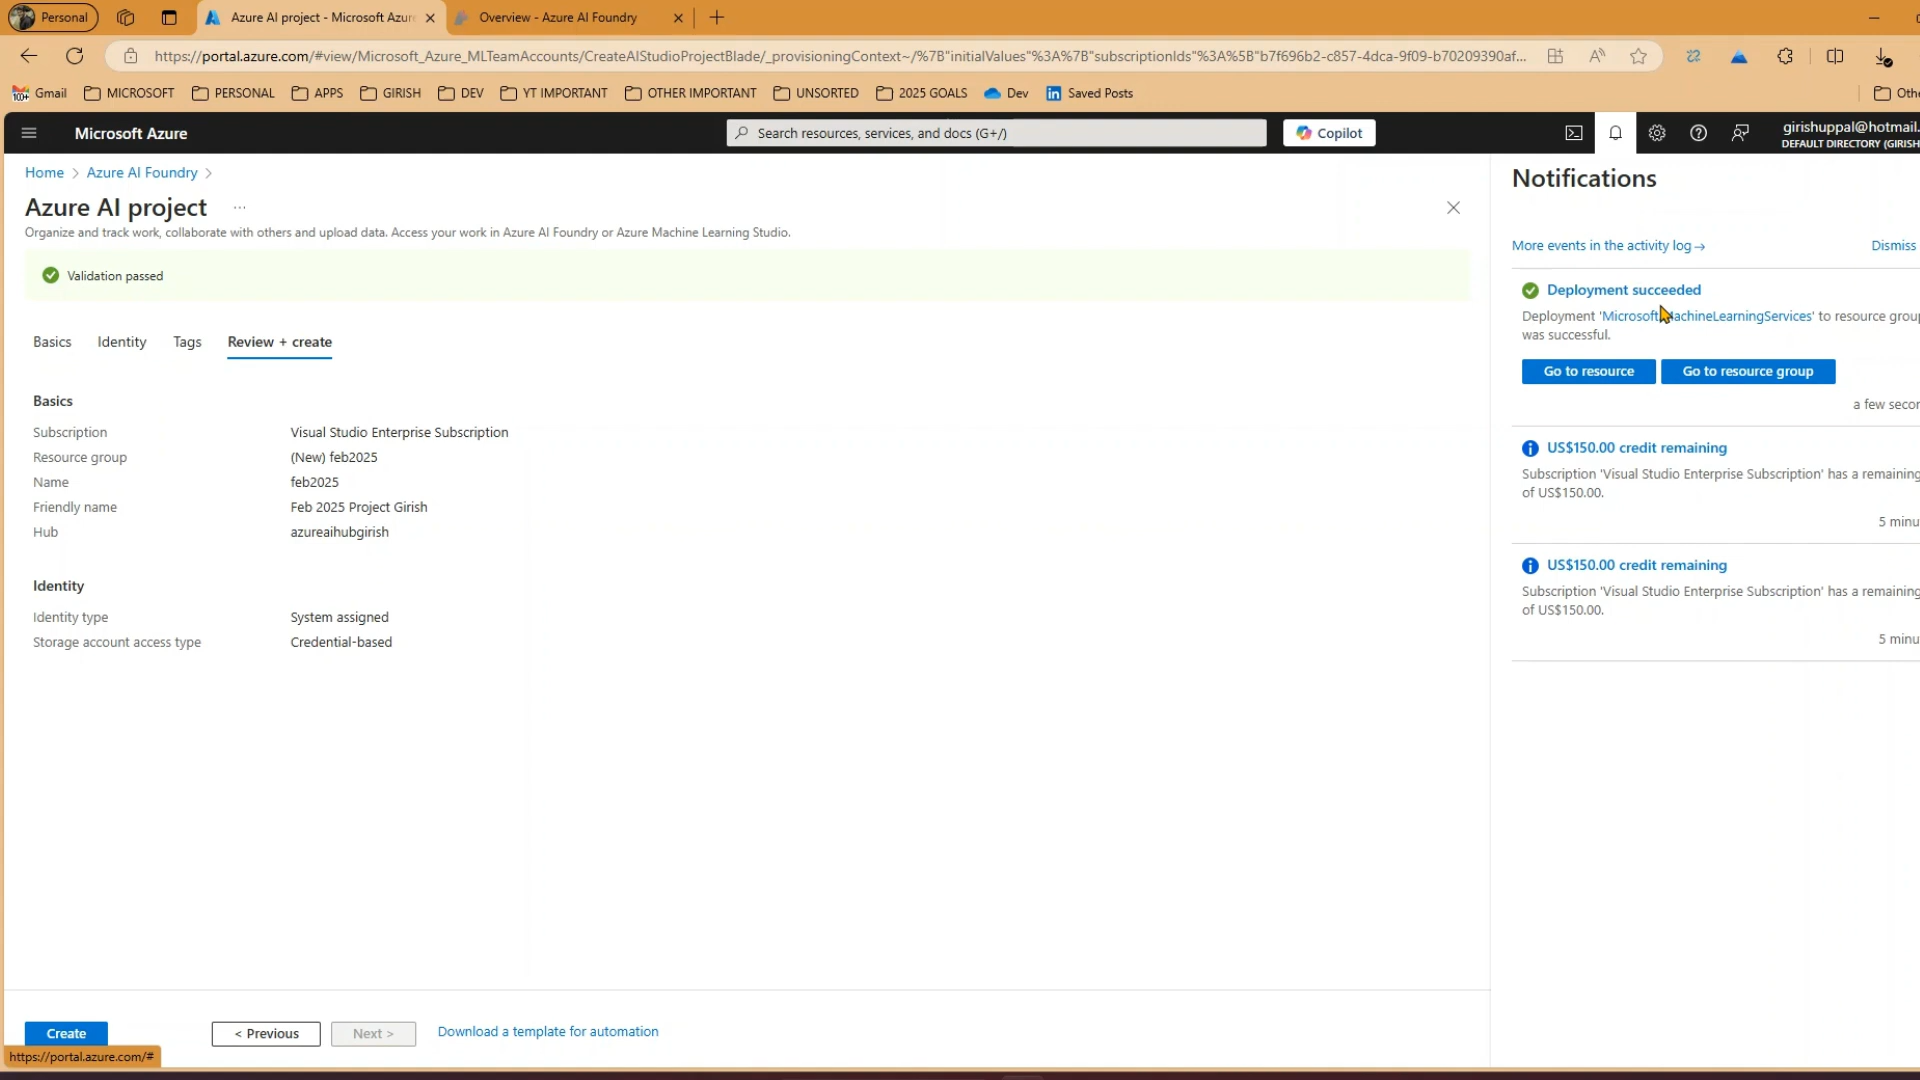 Personal
Azure AI project - Microsoft Azur
Overview - Azure AI Foundry
https://portal.azure.com/#view/Microsoft_Azure_MLTeamAccounts/CreateAIStudioProjectBlade/_provisioningContext~/%7B"initialValues"%3A%7B"subscriptionIds"%3A%5B"b7f696b2-c857-4dca-9f09-b70209390af...
Gmail
MICROSOFT
PERSONAL
APPS
GIRISH
DEV
YT IMPORTANT
OTHER IMPORTANT
UNSORTED
2025 GOALS
Dev
Saved Posts
Othe
Microsoft Azure
Search resources, services, and docs (G+/)
Copilot
girishuppal@hotmail.
DEFAULT DIRECTORY (GIRISH
Home > Azure AI Foundry >
Azure AI project ...
Organize and track work, collaborate with others and upload data. Access your work in Azure AI Foundry or Azure Machine Learning Studio.
Validation passed
Basics
Identity
Tags
Review + create
Basics
Subscription Visual Studio Enterprise Subscription
Resource group (New) feb2025
Name feb2025
Friendly name Feb 2025 Project Girish
Hub azureaihubgirish
Identity
Identity type System assigned
Storage account access type Credential-based
Create
< Previous
Next >
Download a template for automation
https://portal.azure.com/#
Notifications
More events in the activity log →
Dismiss
Deployment succeeded
Deployment 'Microsoft.MachineLearningServices' to resource group
was successful.
Go to resource
Go to resource group
a few secon
US$150.00 credit remaining
Subscription 'Visual Studio Enterprise Subscription' has a remaining
of US$150.00.
5 minu
US$150.00 credit remaining
Subscription 'Visual Studio Enterprise Subscription' has a remaining
of US$150.00.
5 minu